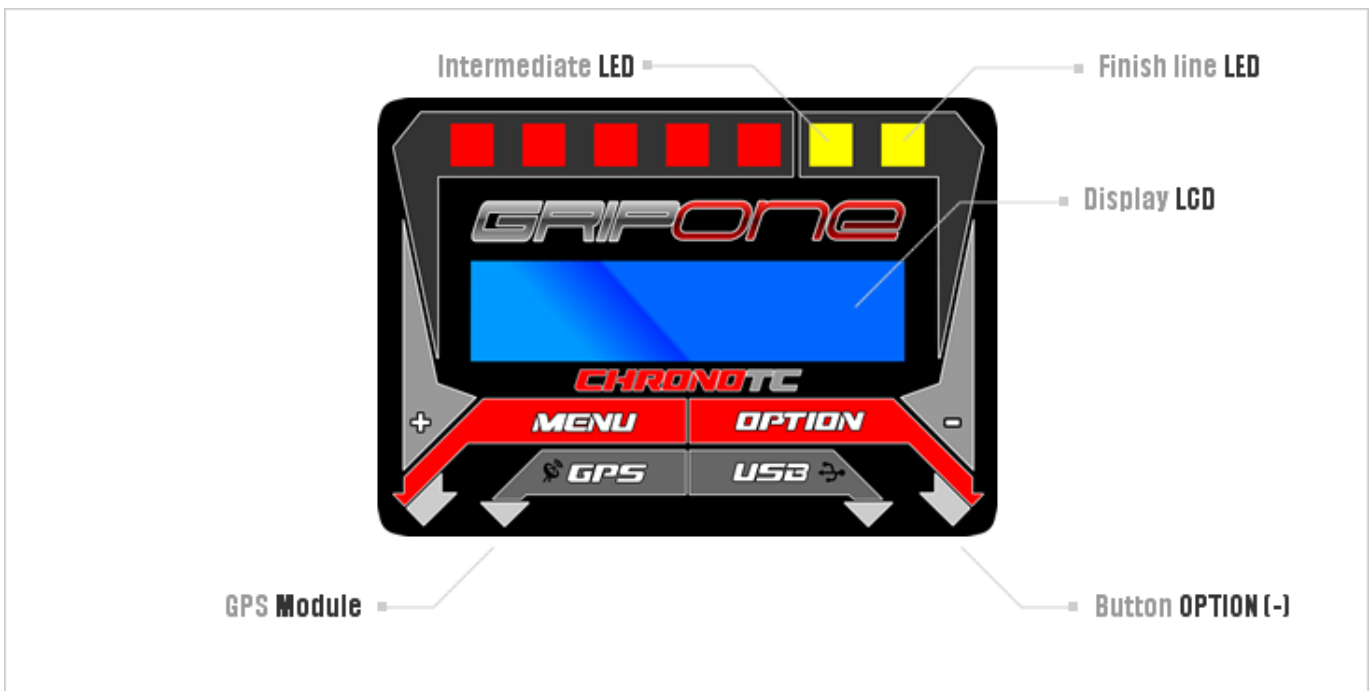 Intermediate LED
Finish line LED
Display LCD
GRIPONE
CHRONOTC
+
-
MENU
OPTION
GPS
USB
GPS Module
Button OPTION (-)